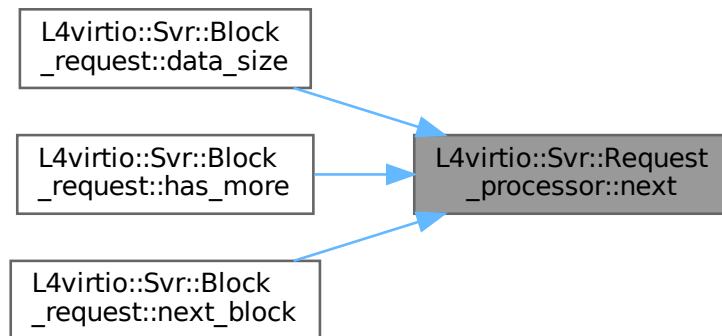 L4virtio::Svr::Block
_request::data_size
L4virtio::Svr::Block
_request::has_more
L4virtio::Svr::Request
_processor::next
L4virtio::Svr::Block
_request::next_block